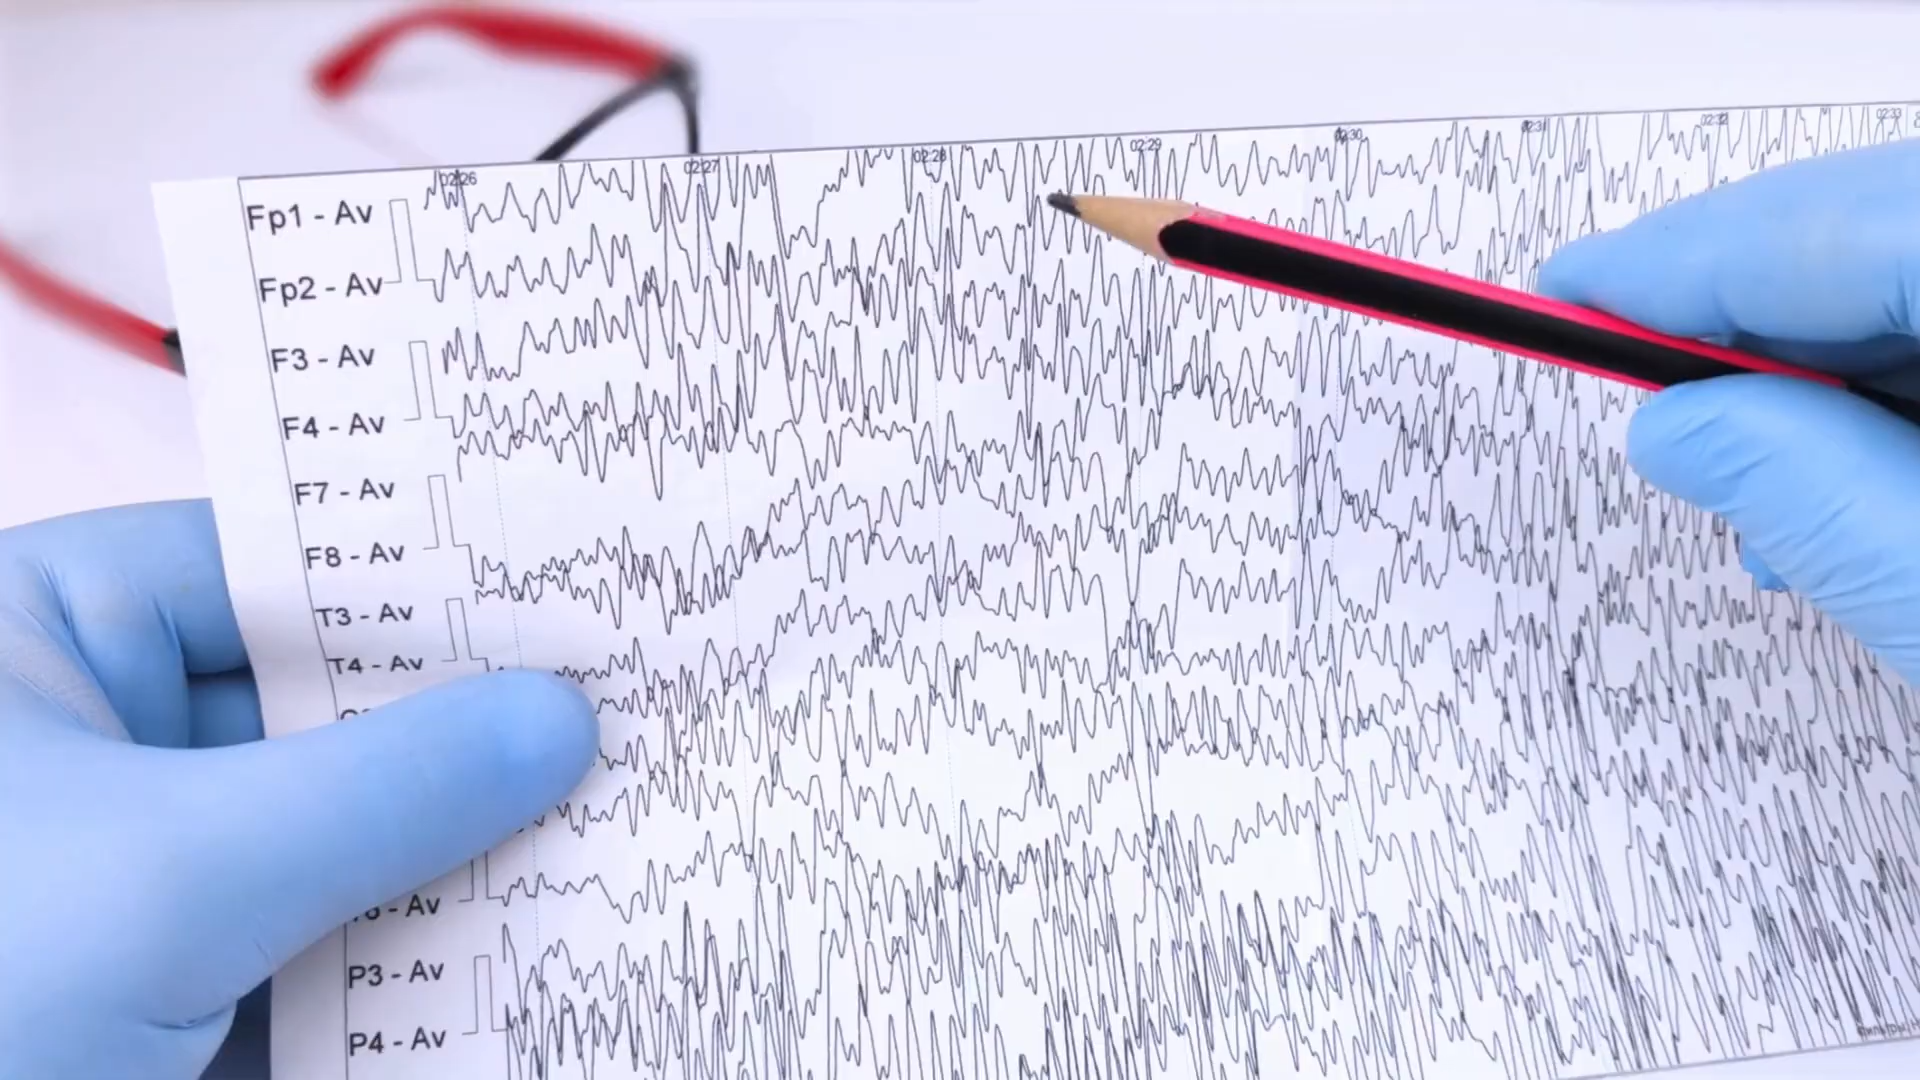 02:26
02:27
02:28
02:29
02:30
02:31
02:32
02:33
Fp1 - Av
Fp2 - Av
F3 - Av
F4 - Av
F7 - Av
F8 - Av
T3 - Av
T4 - Av
- Av
P3 - Av
P4 - Av